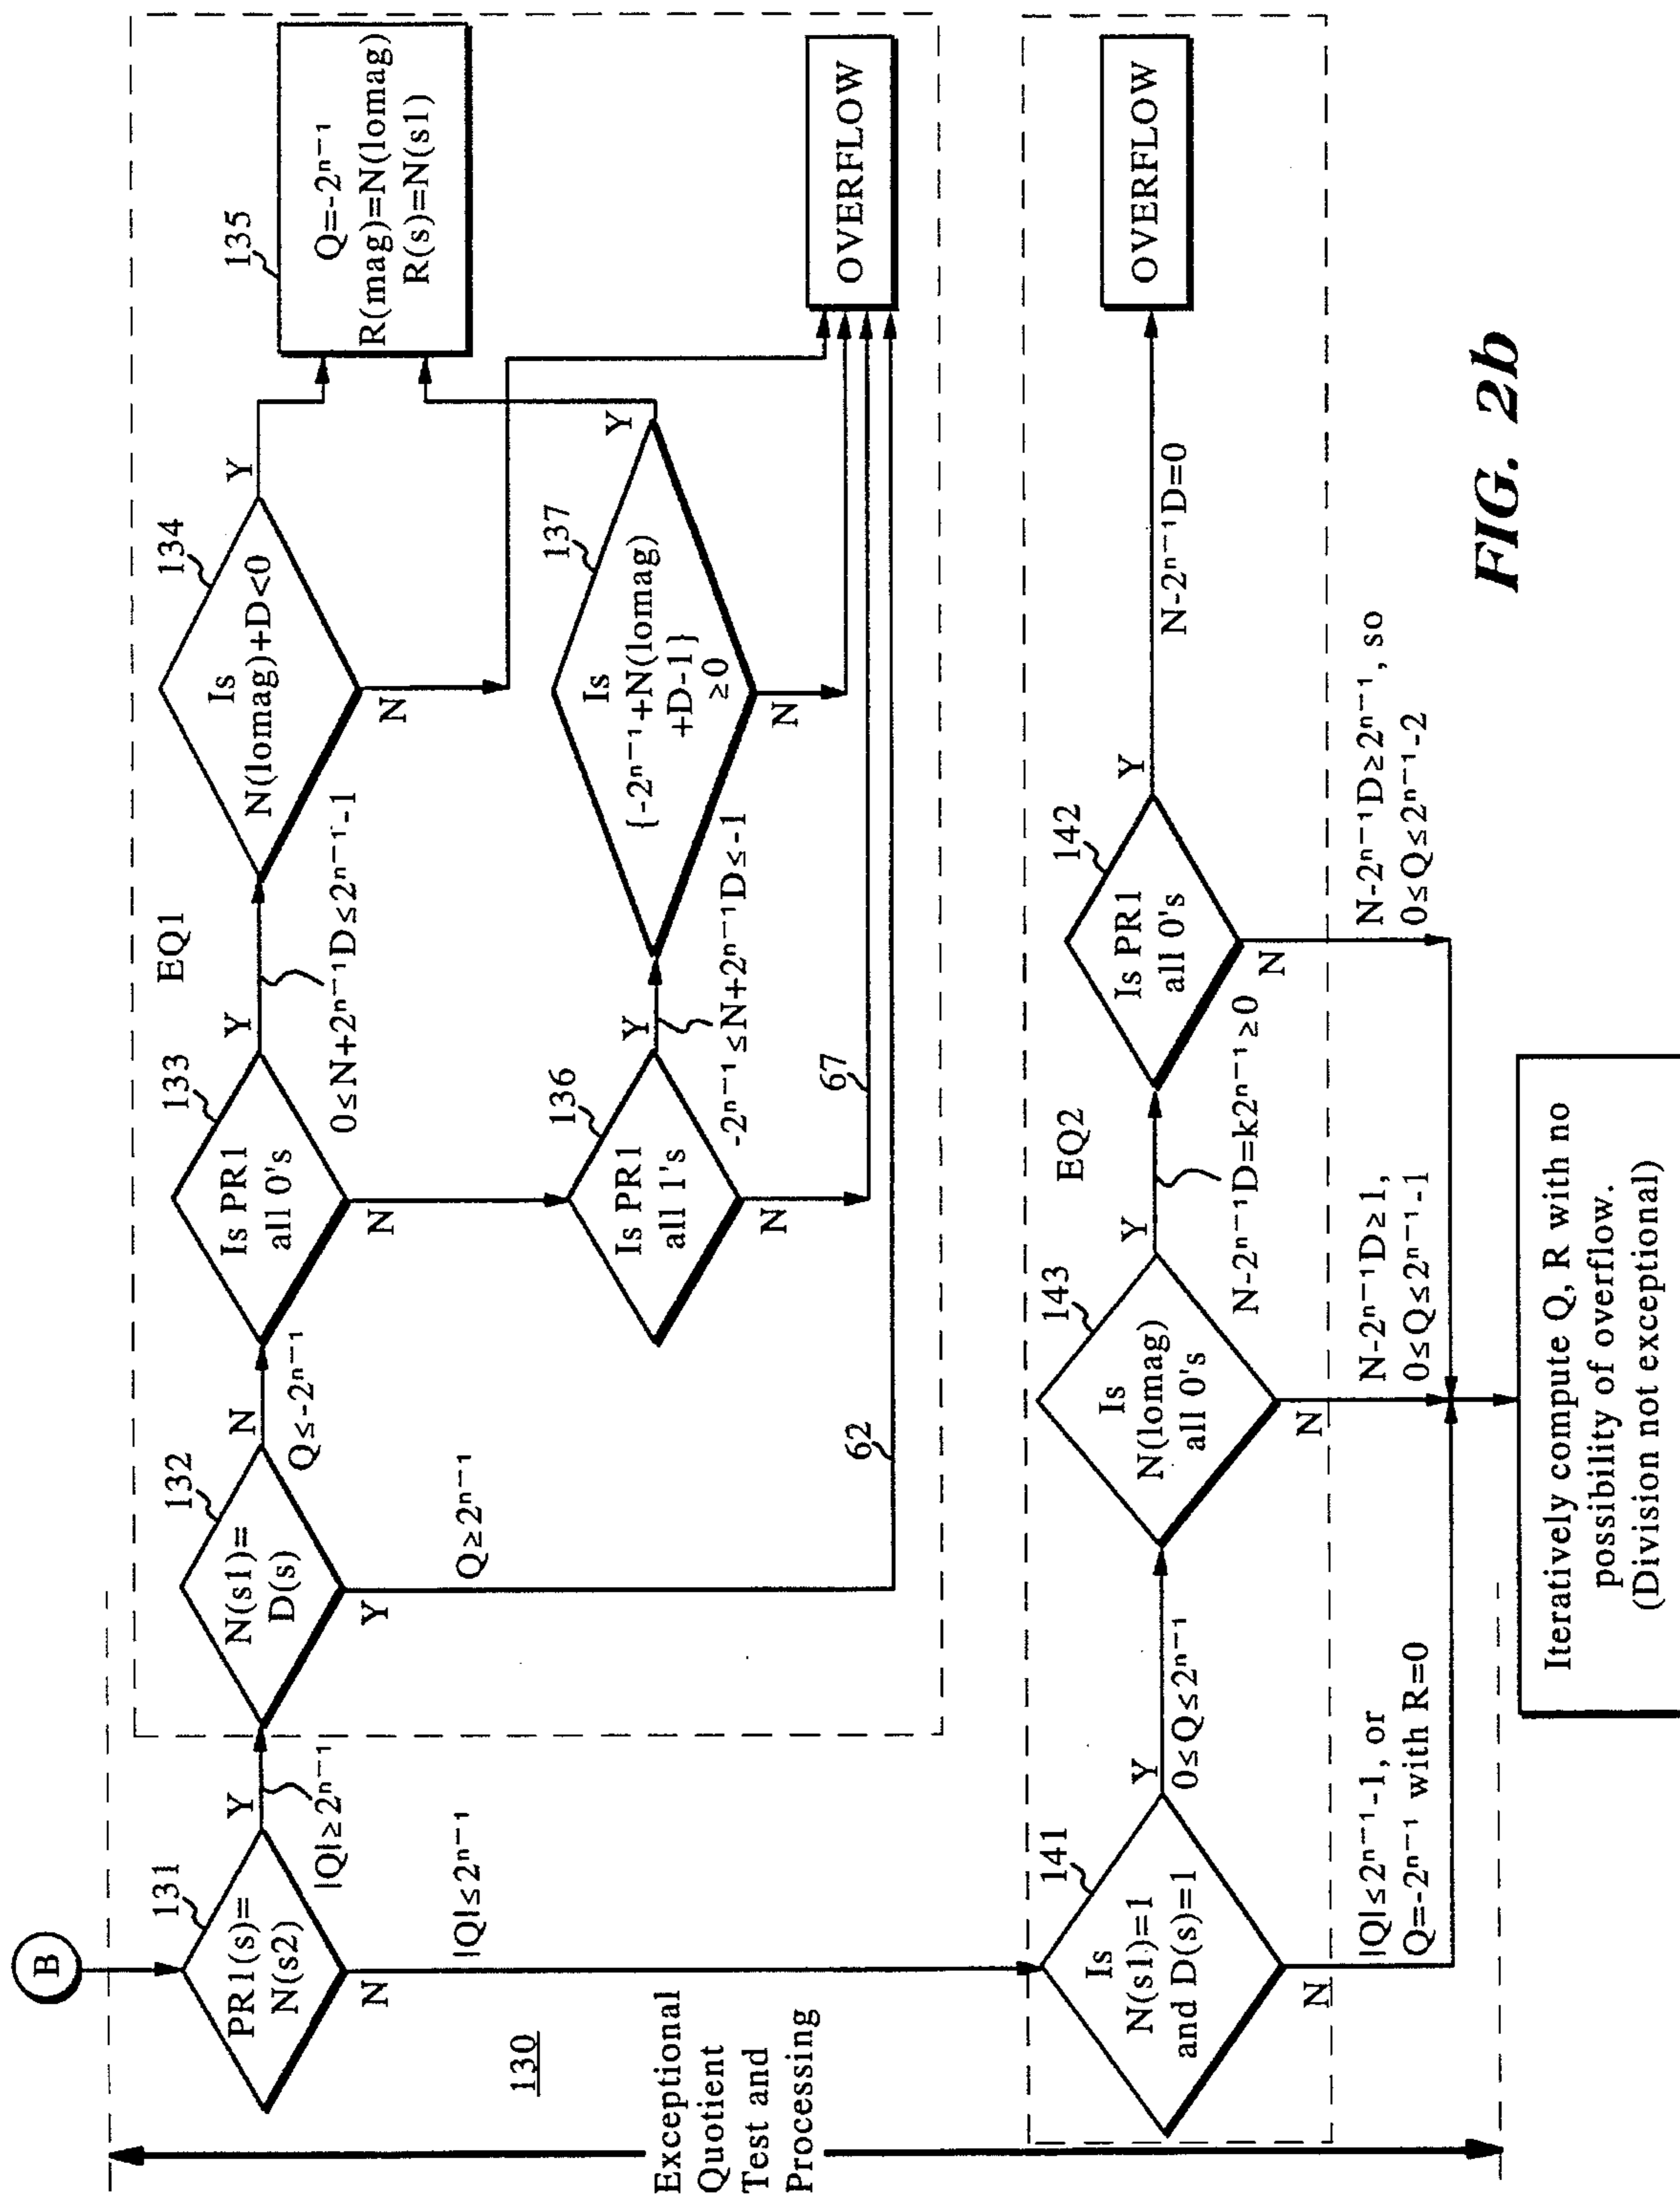 B
131
PR1(s)=
N(s2)
Y
|Q|≥2ⁿ⁻¹
N
|Q|≤2ⁿ⁻¹
132
N(s1)=
D(s)
N
Q≤-2ⁿ⁻¹
Y
Q≥2ⁿ⁻¹
62
133
Is PR1
all 0's
Y
N
EQ1
0≤N+2ⁿ⁻¹D≤2ⁿ⁻¹-1
134
Is
N(lomag)+D<0
Y
N
135
Q=-2ⁿ⁻¹
R(mag)=N(lomag)
R(s)=N(s1)
136
Is PR1
all 1's
Y
N
-2ⁿ⁻¹≤N+2ⁿ⁻¹D≤-1
67
137
Is
{-2ⁿ⁻¹+N(lomag)
+D-1}
≥0
Y
N
OVERFLOW
130
Exceptional
Quotient
Test and
Processing
141
Is
N(s1)=1
and D(s)=1
Y
0≤Q≤2ⁿ⁻¹
N
|Q|≤2ⁿ⁻¹-1, or
Q=-2ⁿ⁻¹ with R=0
143
Is
N(lomag)
all 0's
Y
N
EQ2
N-2ⁿ⁻¹D=k2ⁿ⁻¹≥0
N-2ⁿ⁻¹D≥1,
0≤Q≤2ⁿ⁻¹-1
142
Is PR1
all 0's
Y
N
N-2ⁿ⁻¹D=0
N-2ⁿ⁻¹D≥2ⁿ⁻¹, so
0≤Q≤2ⁿ⁻¹-2
OVERFLOW
Iteratively compute Q, R with no
possibility of overflow.
(Division not exceptional)
FIG. 2b